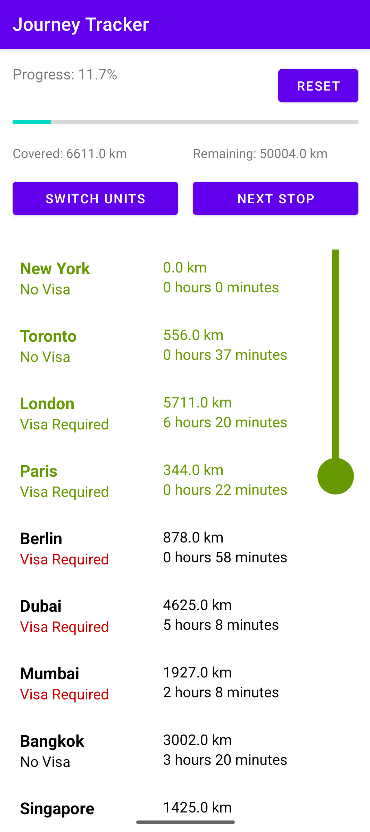 Journey Tracker
Progress: 11.7%
RESET
Covered: 6611.0 km
Remaining: 50004.0 km
SWITCH UNITS
NEXT STOP
New York
0.0 km
No Visa
0 hours 0 minutes
Toronto
556.0 km
No Visa
0 hours 37 minutes
London
5711.0 km
Visa Required
6 hours 20 minutes
Paris
344.0 km
Visa Required
0 hours 22 minutes
Berlin
878.0 km
Visa Required
0 hours 58 minutes
Dubai
4625.0 km
Visa Required
5 hours 8 minutes
Mumbai
1927.0 km
Visa Required
2 hours 8 minutes
Bangkok
3002.0 km
No Visa
3 hours 20 minutes
Singapore
1425.0 km